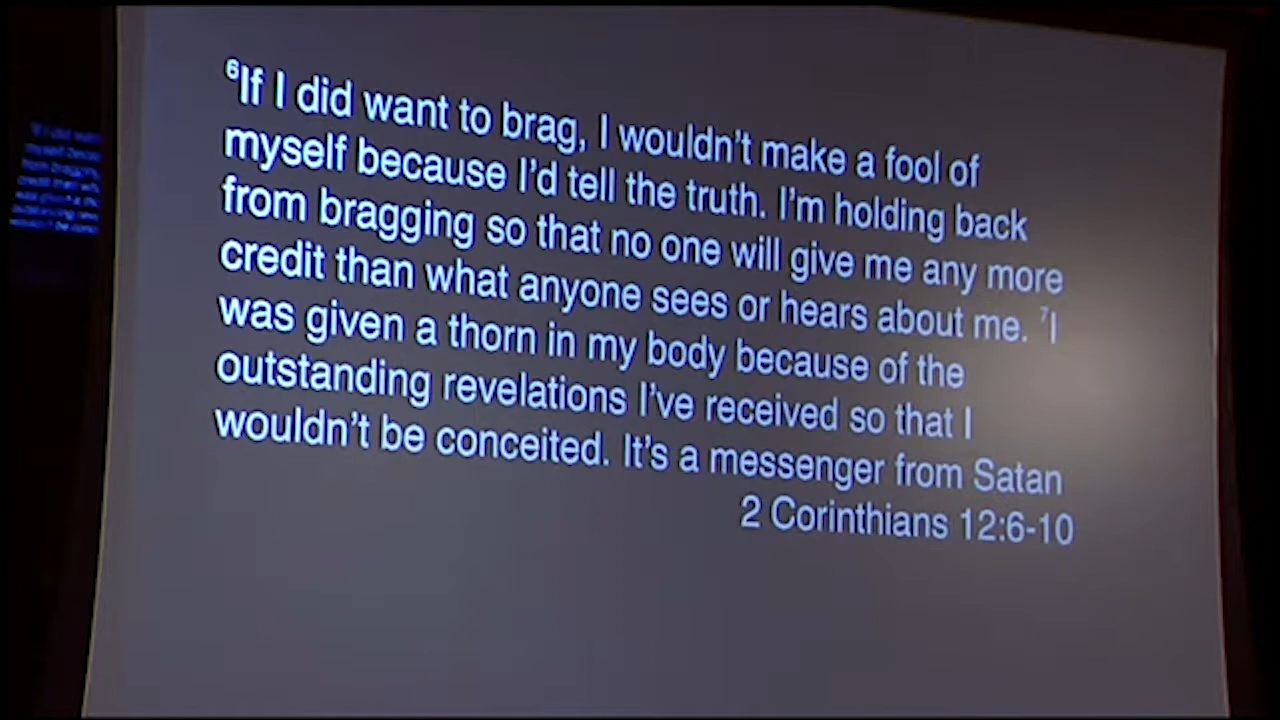 ⁶If I did want to brag, I wouldn't make a fool of
myself because I'd tell the truth. I'm holding back
from bragging so that no one will give me any more
credit than what anyone sees or hears about me. ⁷I
was given a thorn in my body because of the
outstanding revelations I've received so that I
wouldn't be conceited. It's a messenger from Satan
2 Corinthians 12:6-10